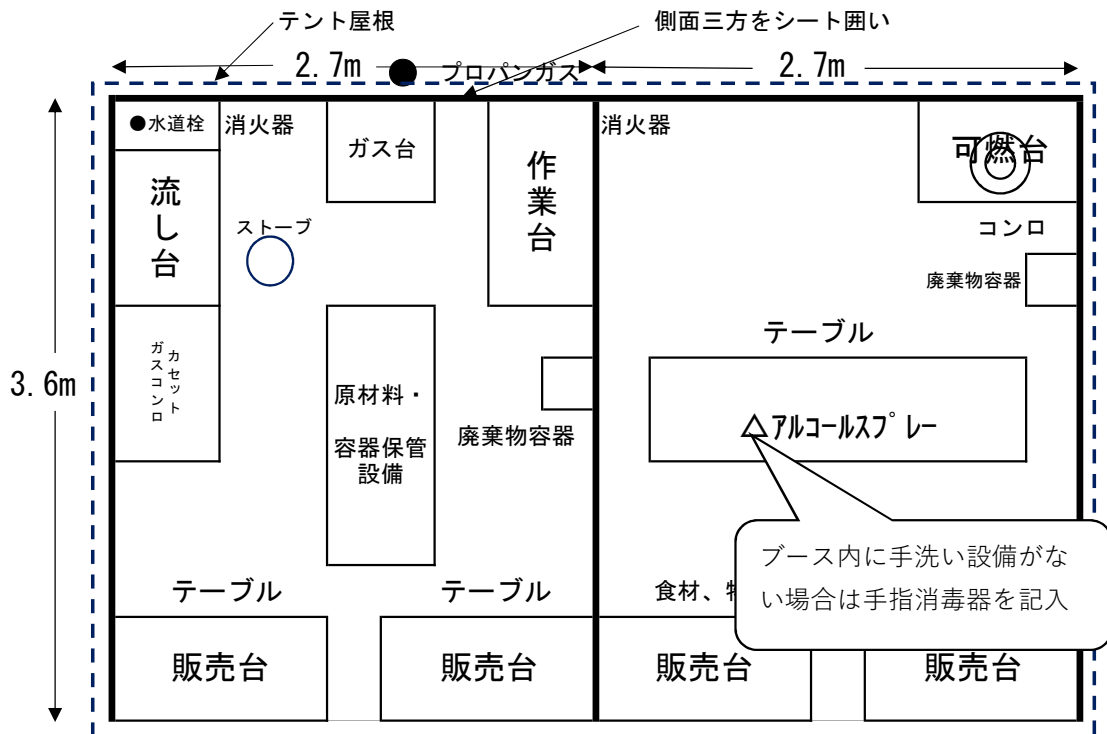 テント屋根
側面三方をシート囲い
2.7m
プロパンガス
2.7m
●水道栓
消火器
ガス台
作業台
消火器
可燃台
流し台
ストーブ
コンロ
廃棄物容器
3.6m
カセット
ガスコンロ
原材料・
容器保管
設備
廃棄物容器
テーブル
アルコールスプレー
ブース内に手洗い設備がな
い場合は手指消毒器を記入
テーブル
テーブル
食材、
販売台
販売台
販売台
販売台